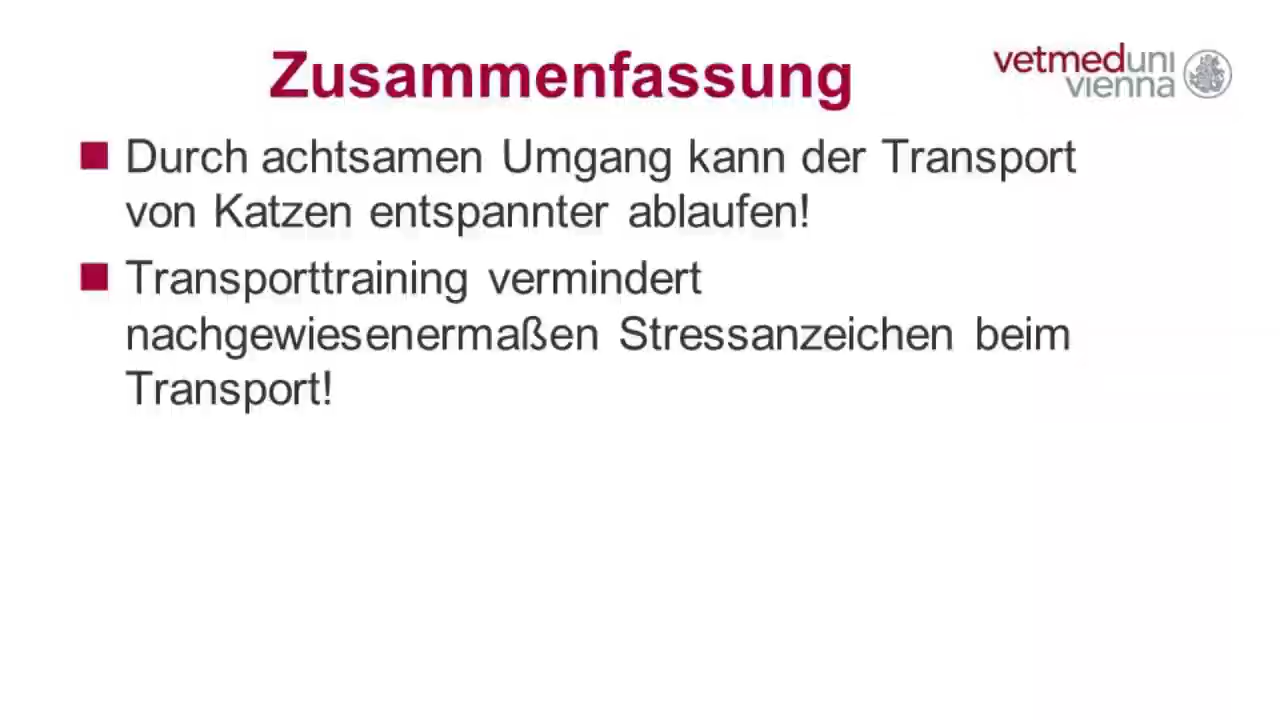 Zusammenfassung
vetmeduni
vienna
Durch achtsamen Umgang kann der Transport
von Katzen entspannter ablaufen!
Transporttraining vermindert
nachgewiesenermaßen Stressanzeichen beim
Transport!